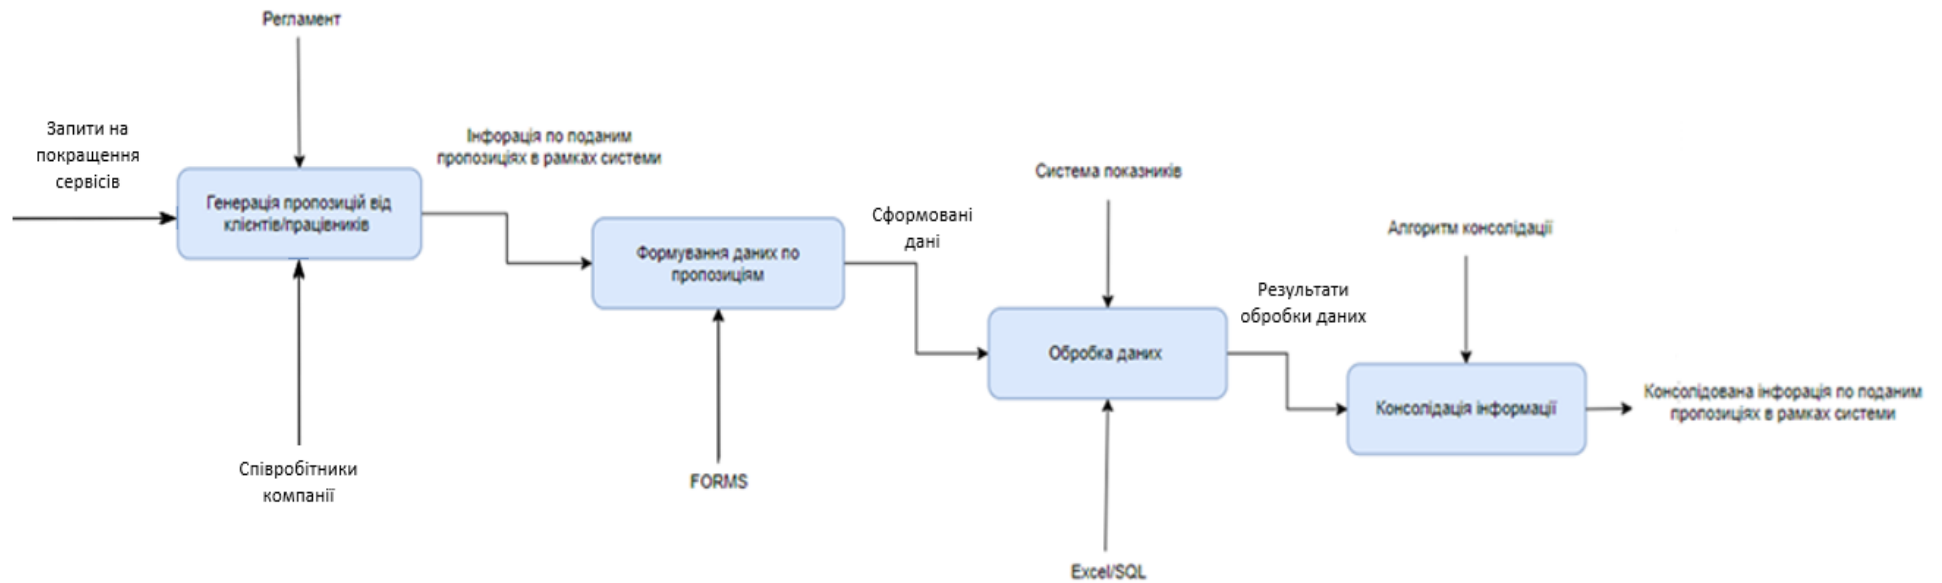 Регламент
Запити на
покращення
сервісів
Генерація пропозицій від
клієнтів/працівників
Співробітники
компанії
Інфорація по поданим
пропозиціях в рамках системи
Формування даних по
пропозиціям
FORMS
Сформовані
дані
Система показників
Обробка даних
Excel/SQL
Результати
обробки даних
Алгоритм консолідації
Консолідація інформації
Консолідована інфорація по поданим
пропозиціях в рамках системи